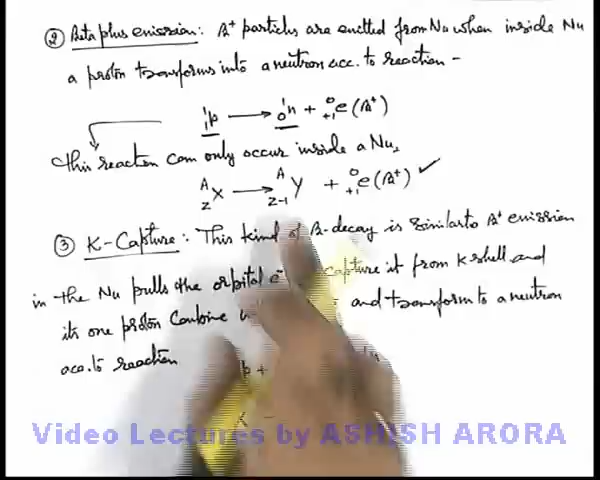 ② Beta plus emission : β⁺ particles are emitted from Nu when inside Nu
a proton transforms into a neutron acc. to reaction –
¹₁p ⟶ ¹₀n + ⁰₊₁e (β⁺)
this reaction can only occur inside a Nu.
ᴬzX ⟶ ᴬz₋₁Y + ⁰₊₁e (β⁺) ✓
③ K-Capture : This kind of β-decay is similar to β⁺ emission
in the Nu pulls the orbital e⁻ capture it from K shell and
its one proton Combine and transform to a neutron
acc. to reaction p +
Video Lectures by ASHISH ARORA